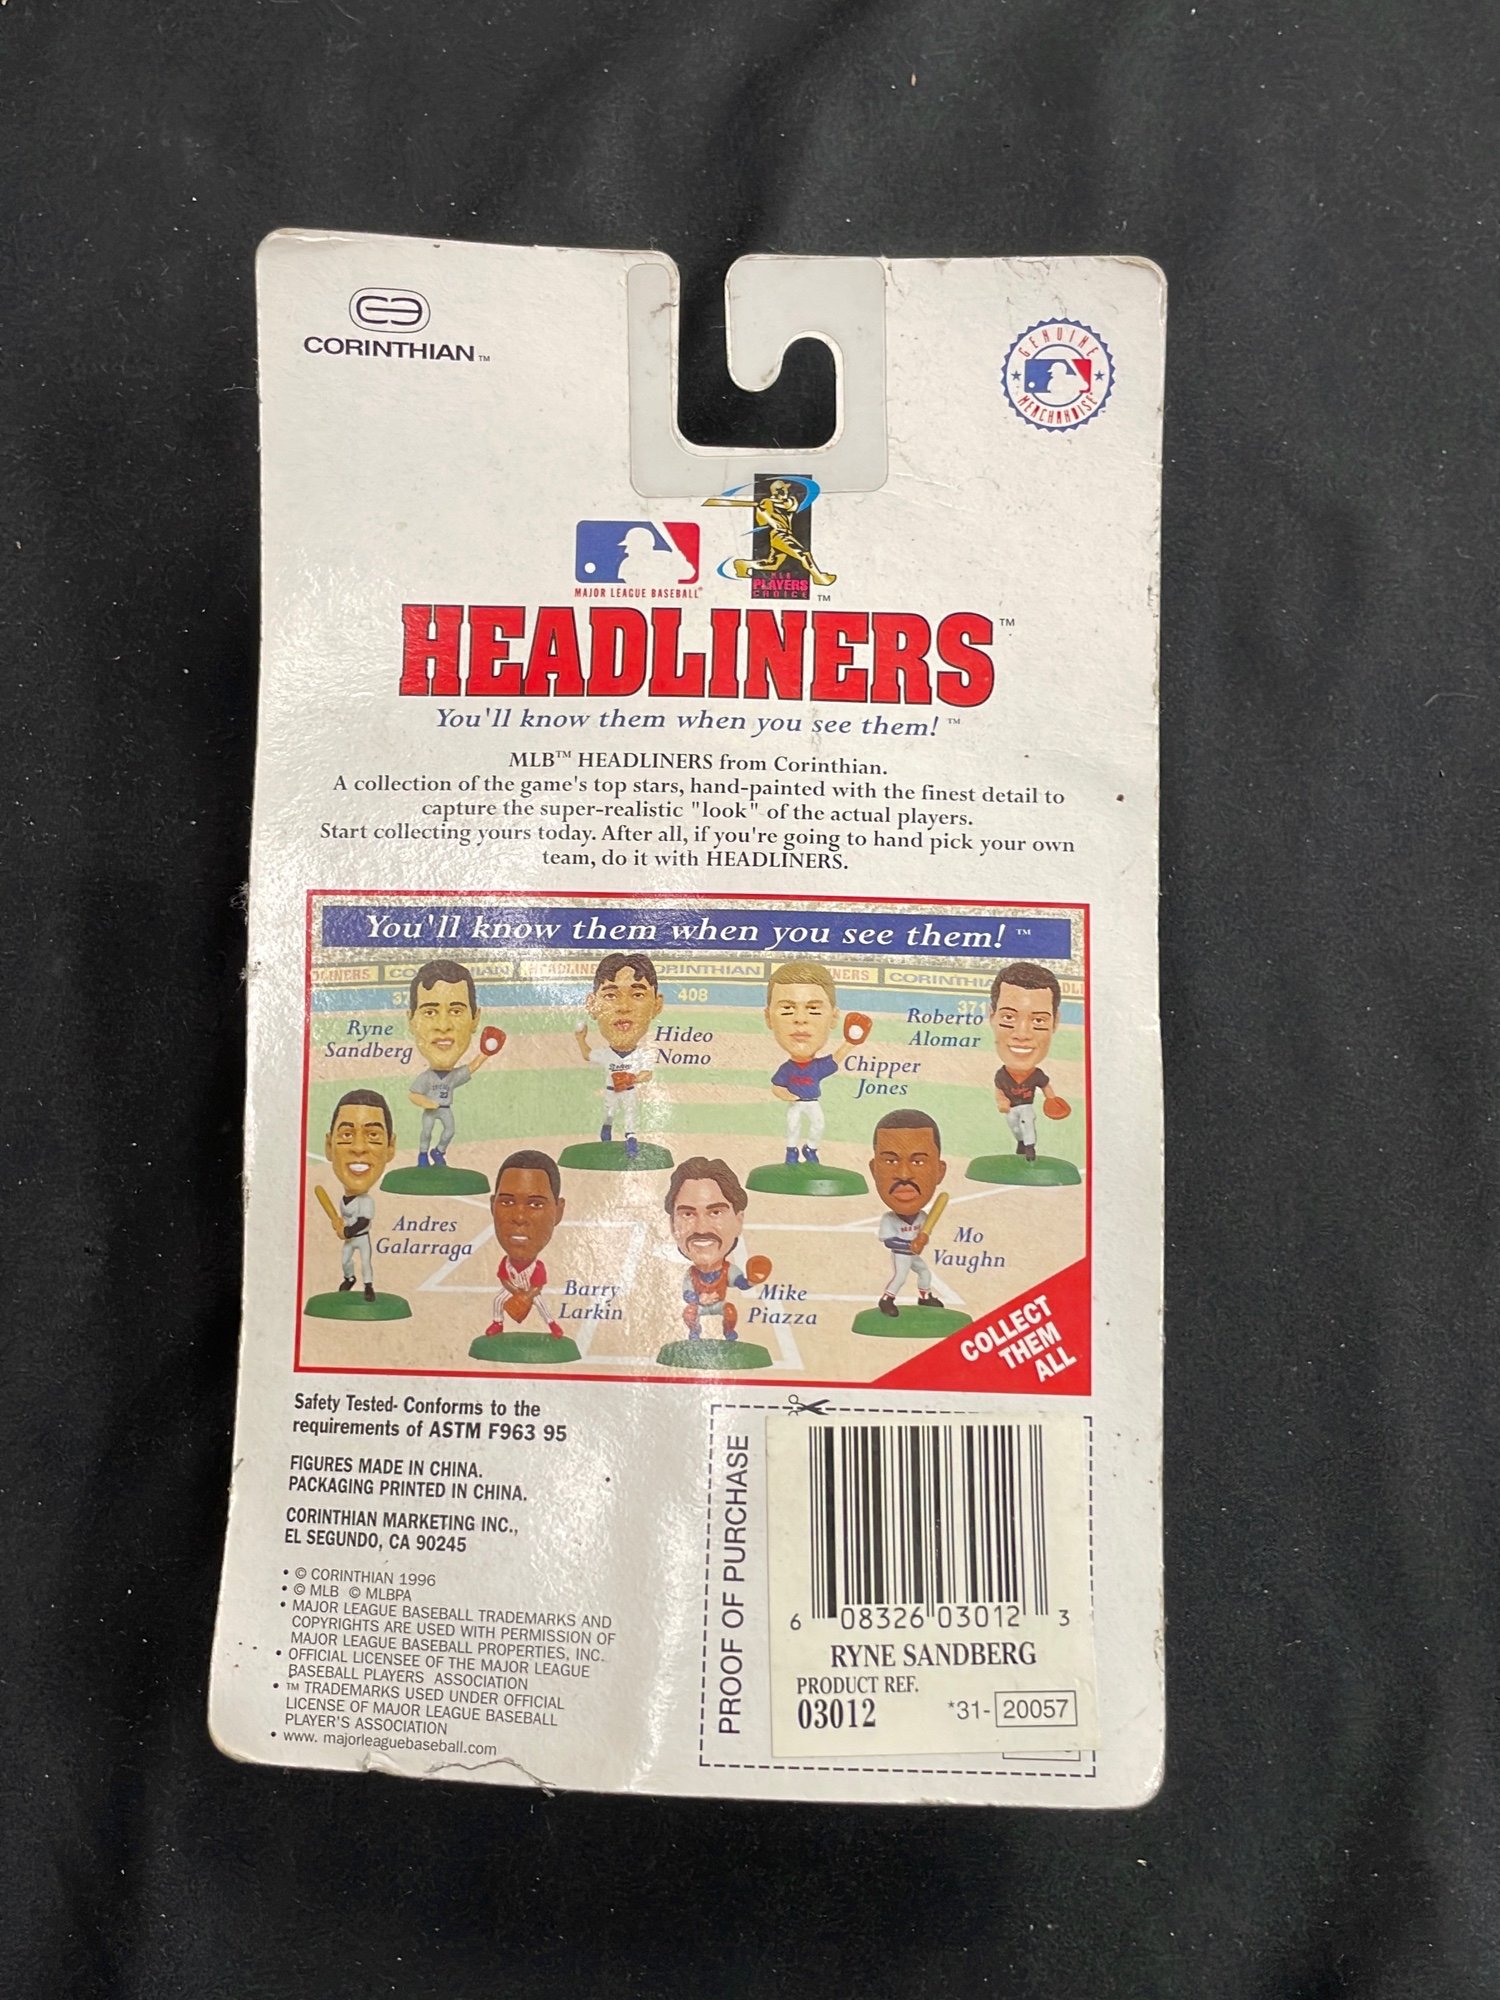 CORINTHIAN™
GENUINE
MERCHANDISE
MAJOR LEAGUE BASEBALL®
MLB
PLAYERS
CHOICE ™
HEADLINERS™
You'll know them when you see them!™
MLB™ HEADLINERS from Corinthian.
A collection of the game's top stars, hand-painted with the finest detail to
capture the super-realistic "look" of the actual players.
Start collecting yours today. After all, if you're going to hand pick your own
team, do it with HEADLINERS.
You'll know them when you see them!™
408
371
Ryne
Sandberg
Hideo
Nomo
Chipper
Jones
Roberto
Alomar
Andres
Galarraga
Barry
Larkin
Mike
Piazza
Mo
Vaughn
COLLECT
THEM
ALL
Safety Tested- Conforms to the
requirements of ASTM F963 95
FIGURES MADE IN CHINA.
PACKAGING PRINTED IN CHINA.
CORINTHIAN MARKETING INC.,
EL SEGUNDO, CA 90245
• © CORINTHIAN 1996
• © MLB © MLBPA
• MAJOR LEAGUE BASEBALL TRADEMARKS AND
COPYRIGHTS ARE USED WITH PERMISSION OF
MAJOR LEAGUE BASEBALL PROPERTIES, INC.
• OFFICIAL LICENSEE OF THE MAJOR LEAGUE
BASEBALL PLAYERS ASSOCIATION
• ™ TRADEMARKS USED UNDER OFFICIAL
LICENSE OF MAJOR LEAGUE BASEBALL
PLAYER'S ASSOCIATION
• www. majorleaguebaseball.com
PROOF OF PURCHASE
6 08326 03012 3
RYNE SANDBERG
PRODUCT REF.
03012 *31- 20057